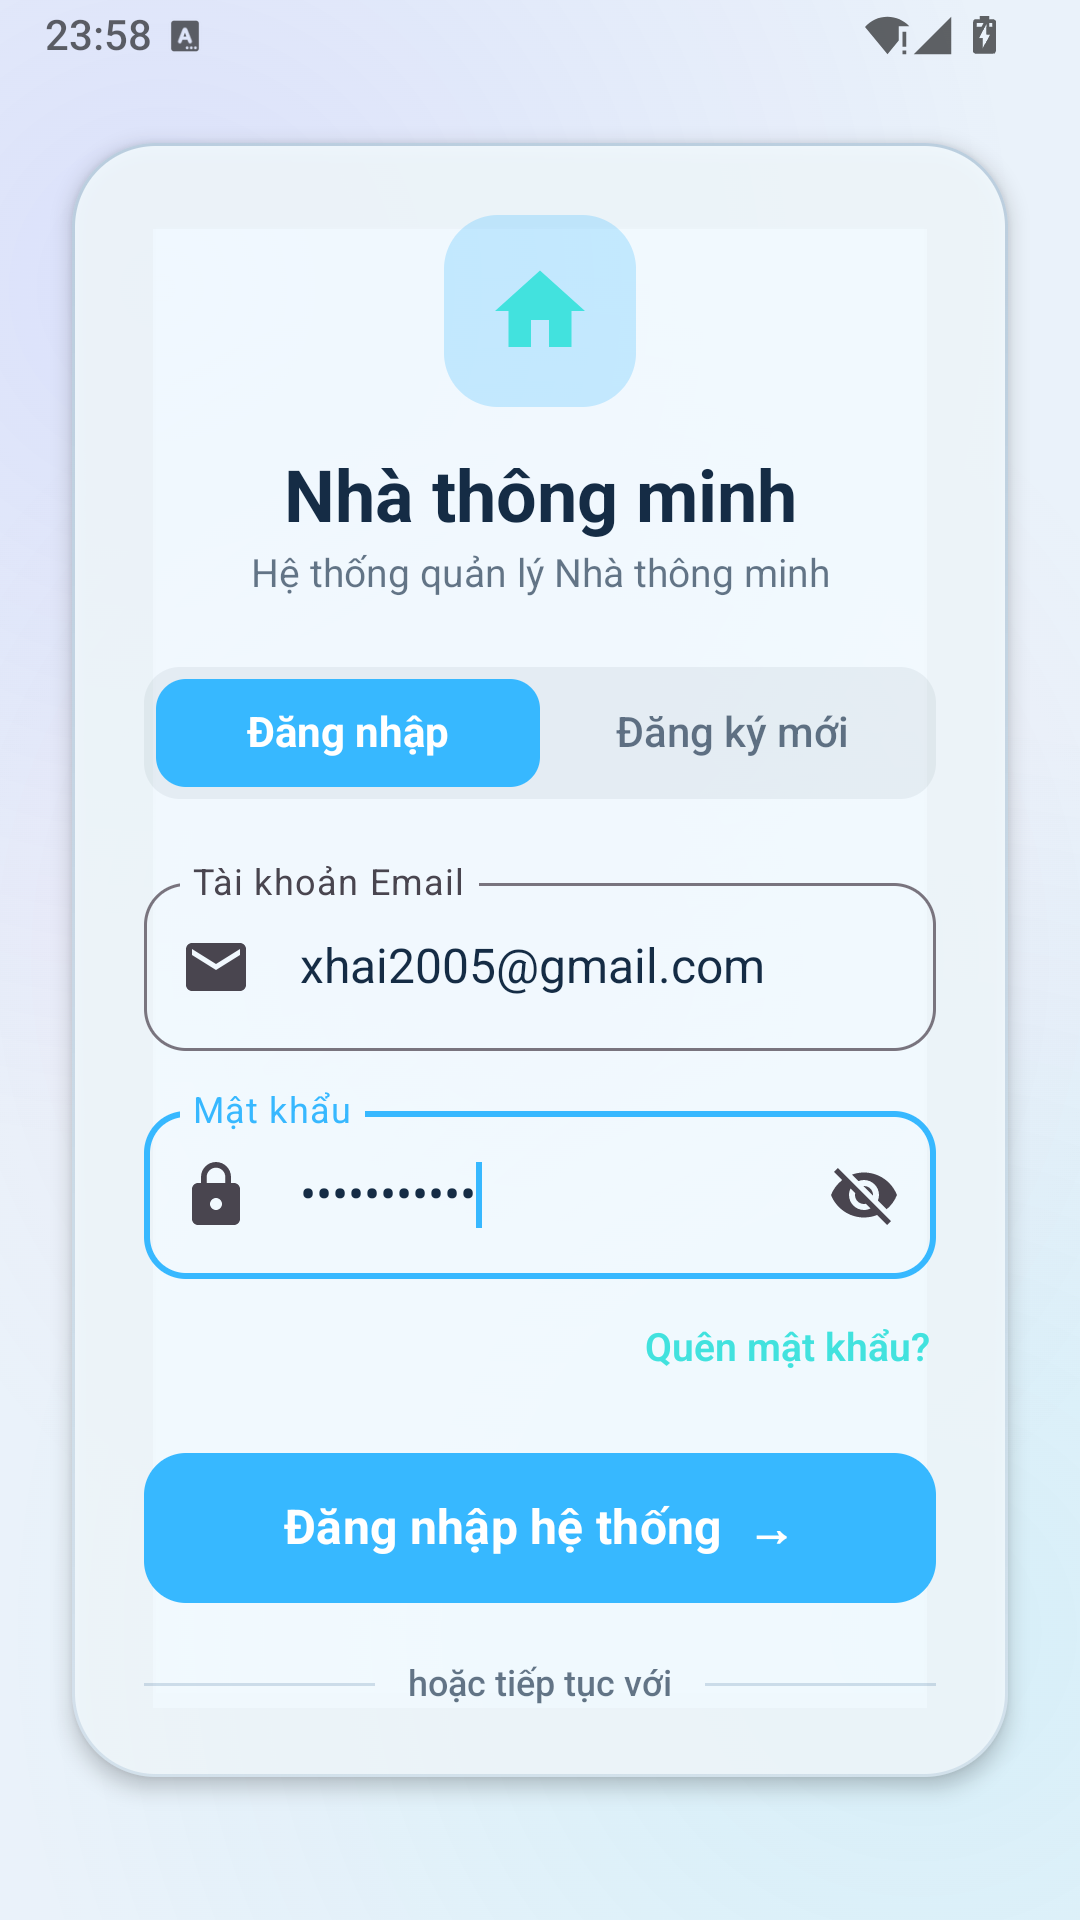 23:58
Nhà thông minh
Hệ thống quản lý Nhà thông minh
Đăng nhập
Đăng ký mới
Tài khoản Email
xhai2005@gmail.com
Mật khẩu
•••••••••••
Quên mật khẩu?
Đăng nhập hệ thống →
hoặc tiếp tục với